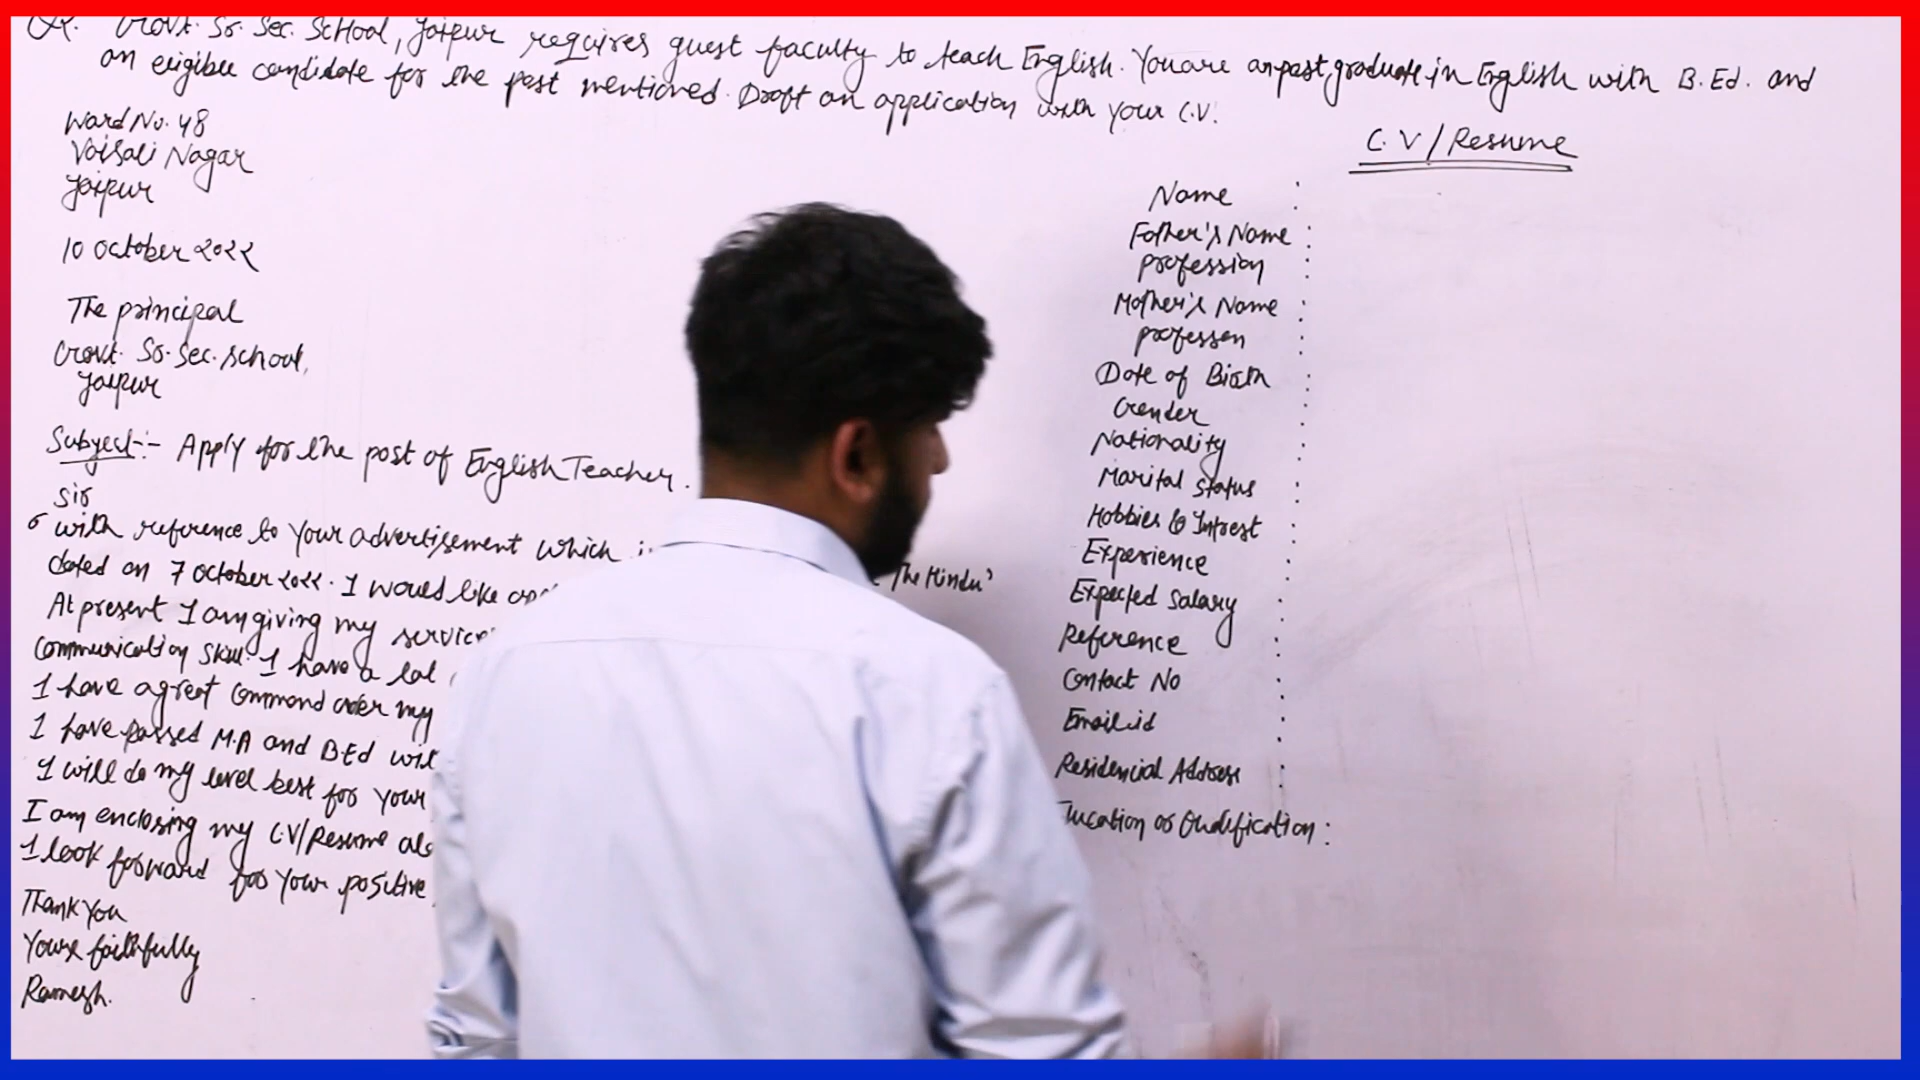 Q2. Govt. Sr. Sec. School, Jaipur requires guest faculty to teach English. You are an post graduate in English with B.Ed. and
an eligible candidate for the post mentioned. Draft an application with your C.V.
Ward No. 48
Vaisali Nagar
Jaipur
10 October 2022
The principal
Govt. Sr. Sec. School,
Jaipur
Subject:- Apply for the post of English Teacher.
Sir
With reference to your advertisement which
dated on 7 October 2022. I would like
The Hindu'
At present I am giving my
Communication skill. I have a lot
I have a great command over my
I have passed M.A and B.Ed
I will do my level best for your
I am enclosing my C.V/Resume
I look forward for your positive
Thank you
Yours faithfully
Ramesh.
C.V/Resume
Name :
Father's Name :
profession :
Mother's Name :
professon :
Date of Birth :
Gender :
Nationality :
Marital Status :
Hobbies & Intrest :
Experience :
Expected Salary :
Reference :
Contact No :
Email id :
Residencial Address :
or Qualification :